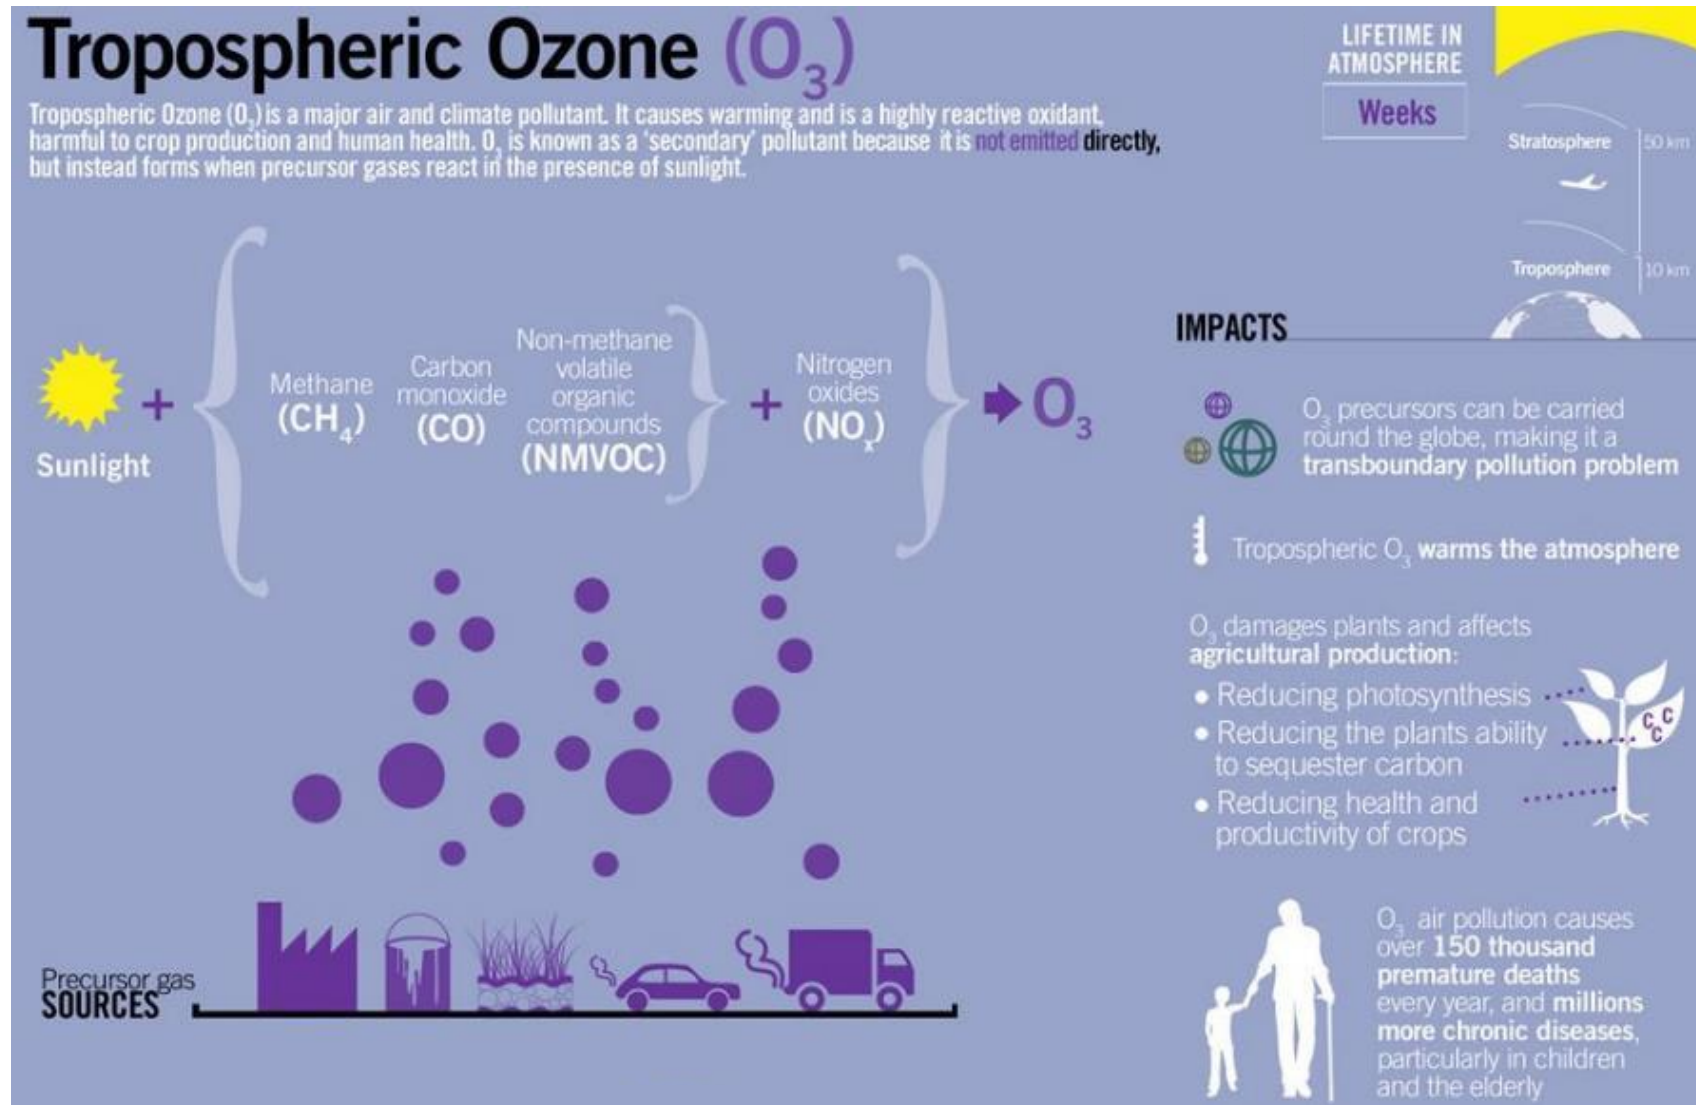 Tropospheric Ozone (O₃)
Tropospheric Ozone (O₃) is a major air and climate pollutant. It causes warming and is a highly reactive oxidant,
harmful to crop production and human health. O₃ is known as a 'secondary' pollutant because it is not emitted directly,
but instead forms when precursor gases react in the presence of sunlight.
LIFETIME IN
ATMOSPHERE
Weeks
Stratosphere
50 km
Troposphere
10 km
Sunlight
+
Methane
(CH₄)
Carbon
monoxide
(CO)
Non-methane
volatile
organic
compounds
(NMVOC)
+
Nitrogen
oxides
(NOₓ)
O₃
Precursor gas
SOURCES
IMPACTS
O₃ precursors can be carried
round the globe, making it a
transboundary pollution problem
Tropospheric O₃ warms the atmosphere
O₃ damages plants and affects
agricultural production:
• Reducing photosynthesis
• Reducing the plants ability
to sequester carbon
• Reducing health and
productivity of crops
C C
C
O₃ air pollution causes
over 150 thousand
premature deaths
every year, and millions
more chronic diseases,
particularly in children
and the elderly